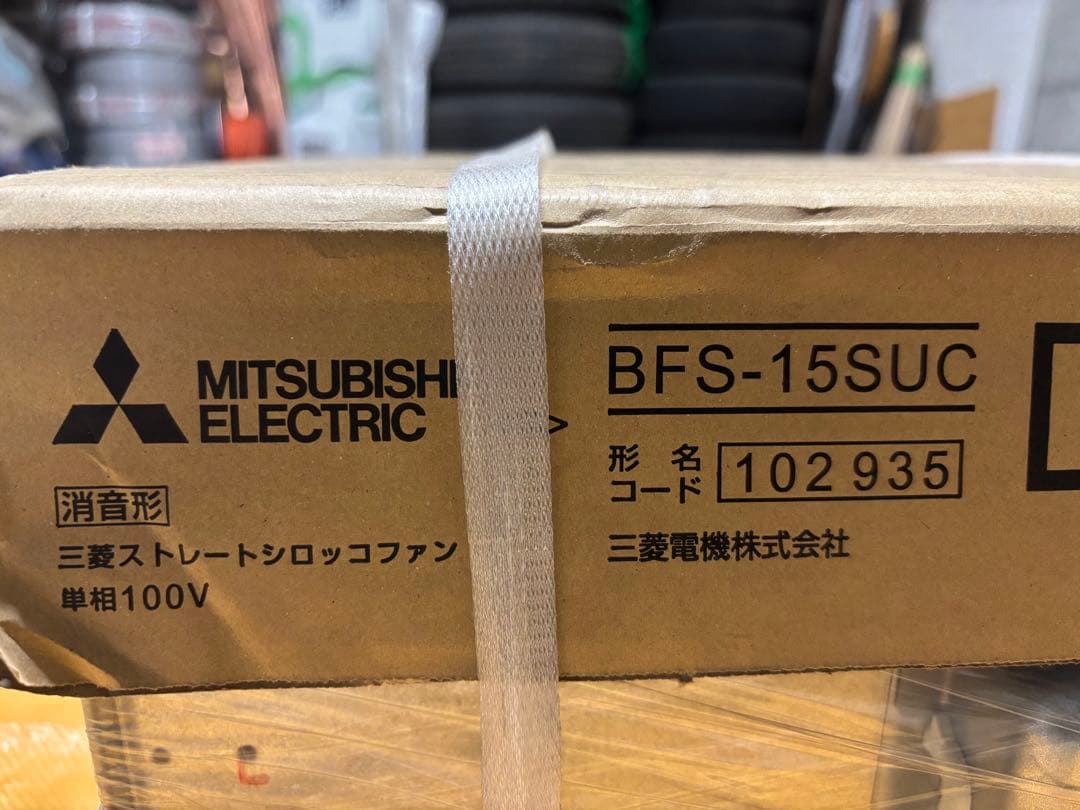 MITSUBISHI
ELECTRIC
消音形
三菱ストレートシロッコファン
単相100V
BFS-15SUC
形名
コード
102 935
三菱電機株式会社